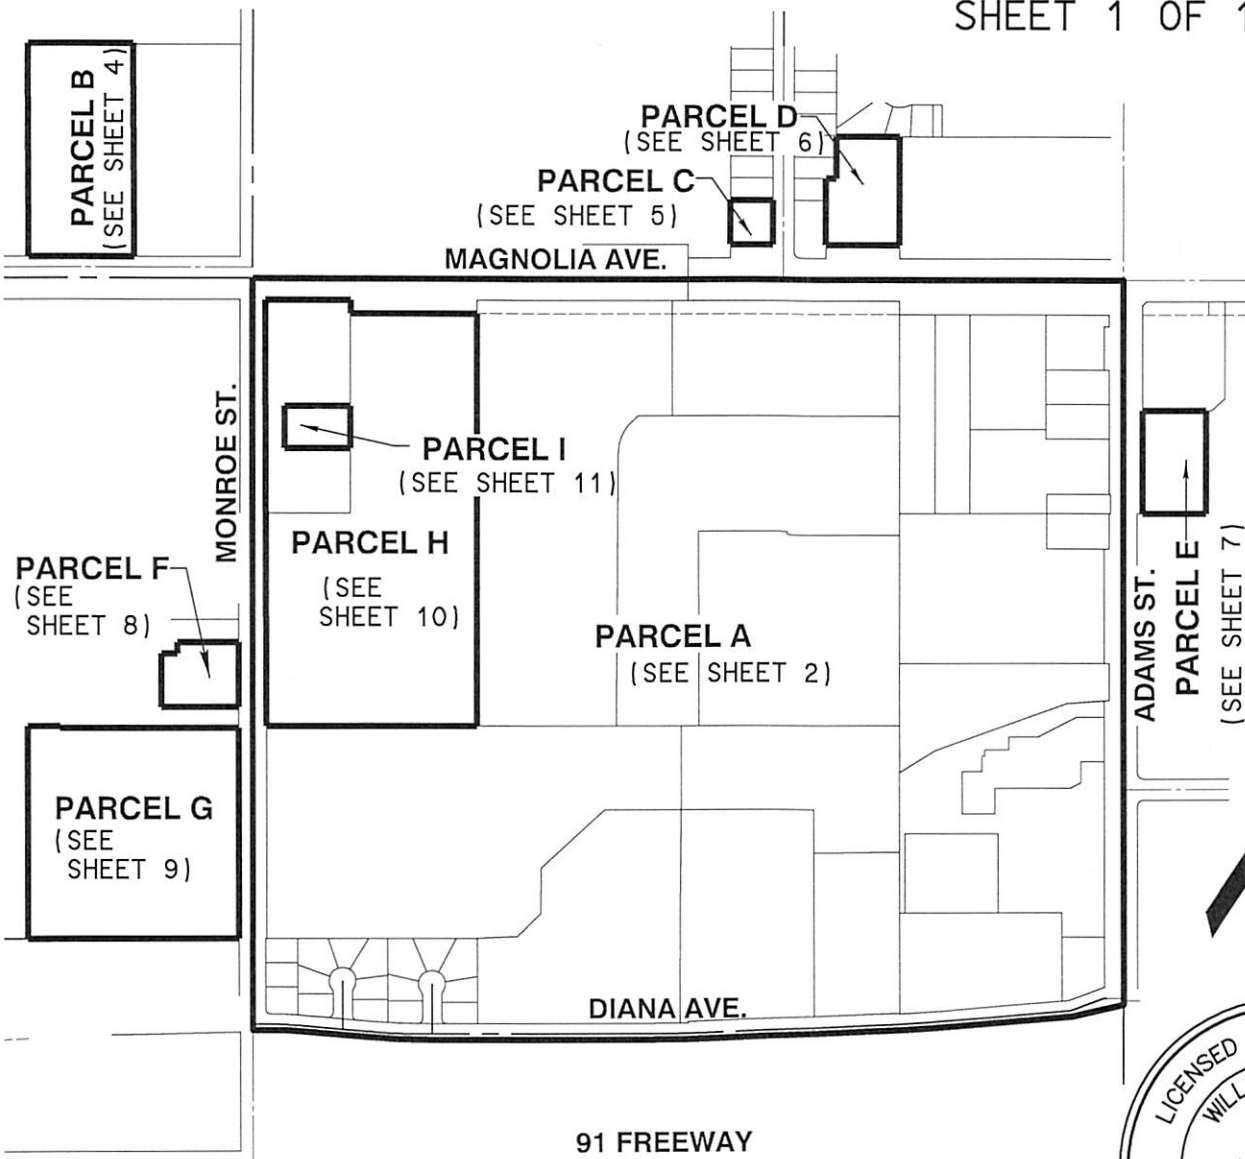 SHEET 1 OF 1
PARCEL B
(SEE SHEET 4)
PARCEL D
(SEE SHEET 6)
PARCEL C
(SEE SHEET 5)
MAGNOLIA AVE.
MONROE ST.
PARCEL I
(SEE SHEET 11)
PARCEL H
(SEE
SHEET 10)
PARCEL F
(SEE
SHEET 8)
PARCEL A
(SEE SHEET 2)
ADAMS ST.
PARCEL E
(SEE SHEET 7)
PARCEL G
(SEE
SHEET 9)
DIANA AVE.
91 FREEWAY
LICENSED
WILL